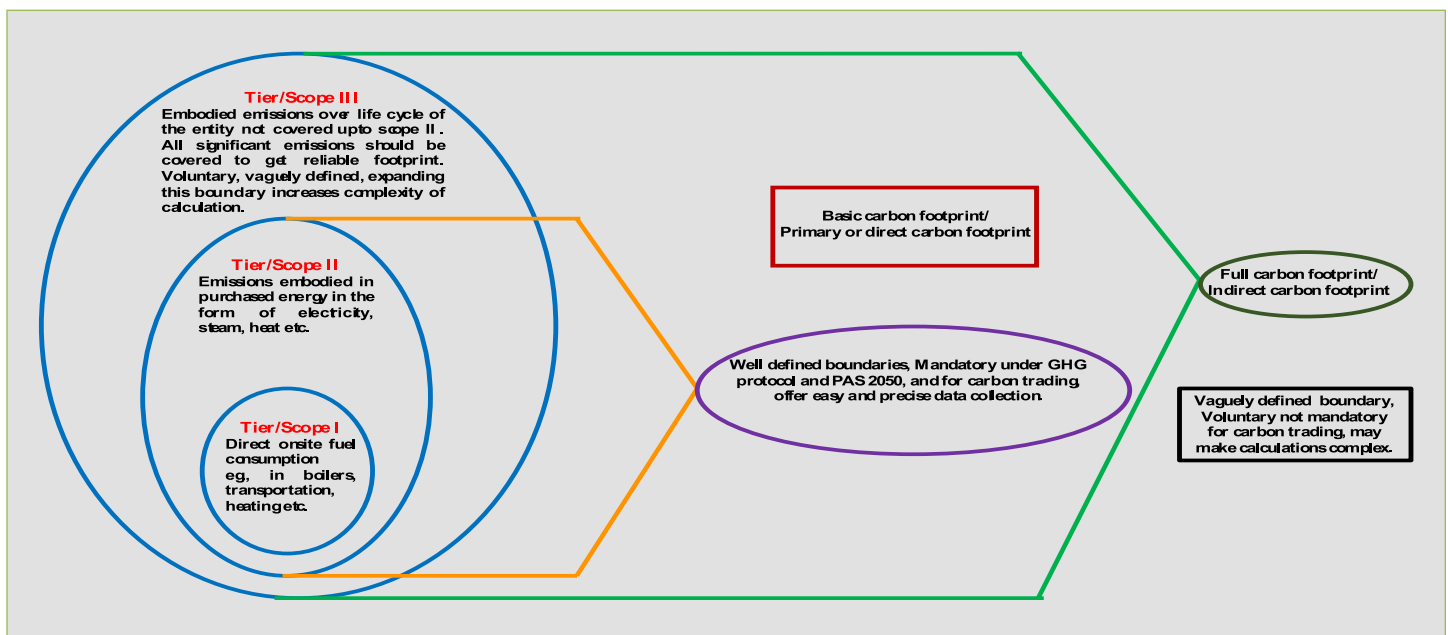 Tier/Scope III
Embodied emissions over life cycle of
the entity not covered upto scope II .
All significant emissions should be
covered to get reliable footprint.
Voluntary, vaguely defined, expanding
this boundary increases complexity of
calculation.
Tier/Scope II
Emissions embodied in
purchased energy in the
form of electricity,
steam, heat etc.
Tier/Scope I
Direct onsite fuel
consumption
eg, in boilers,
transportation,
heating etc.
Basic carbon footprint/
Primary or direct carbon footprint
Well defined boundaries, Mandatory under GHG
protocol and PAS 2050, and for carbon trading,
offer easy and precise data collection.
Full carbon footprint/
Indirect carbon footprint
Vaguely defined boundary,
Voluntary not mandatory
for carbon trading, may
make calculations complex.